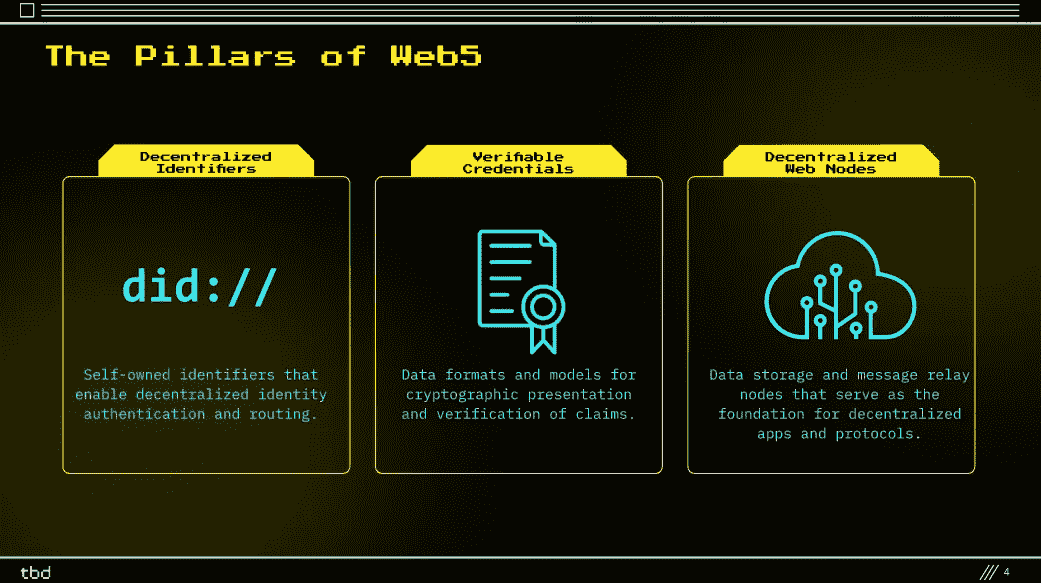 The Pillars of Web5
Decentralized
Identifiers
did://
Self-owned identifiers that
enable decentralized identity
authentication and routing.
Verifiable
Credentials
Data formats and models for
cryptographic presentation
and verification of claims.
Decentralized
Web Nodes
Data storage and message relay
nodes that serve as the
foundation for decentralized
apps and protocols.
tbd
/// 4